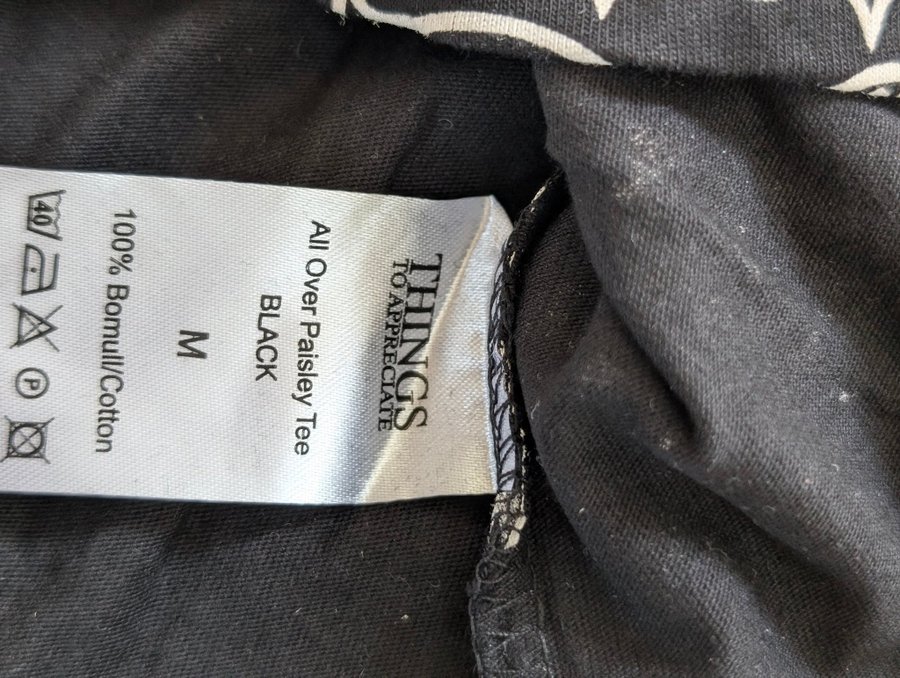 THINGS
TO APPRECIATE
All Over Paisley Tee
BLACK
M
100% Bomull/Cotton
40 P